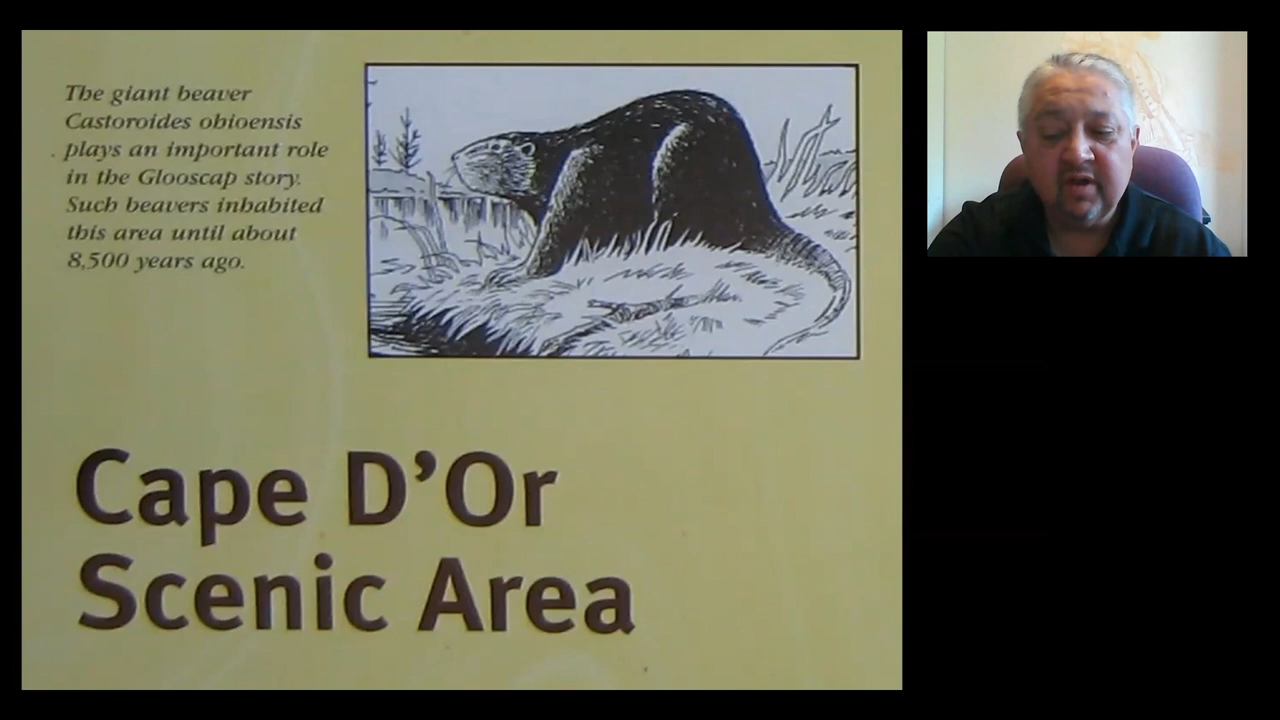 The giant beaver
Castoroides ohioensis
plays an important role
in the Glooscap story.
Such beavers inhabited
this area until about
8,500 years ago.
Cape D’Or
Scenic Area